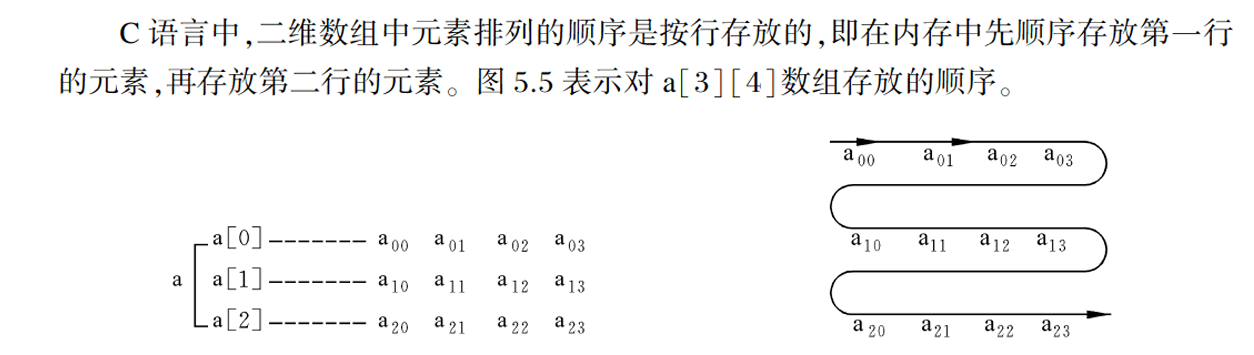 C 语言中,二维数组中元素排列的顺序是按行存放的,即在内存中先顺序存放第一行
的元素,再存放第二行的元素。图 5.5 表示对 a[3][4]数组存放的顺序。
a
a[0] a₀₀ a₀₁ a₀₂ a₀₃
a[1] a₁₀ a₁₁ a₁₂ a₁₃
a[2] a₂₀ a₂₁ a₂₂ a₂₃
a₀₀ a₀₁ a₀₂ a₀₃
a₁₀ a₁₁ a₁₂ a₁₃
a₂₀ a₂₁ a₂₂ a₂₃